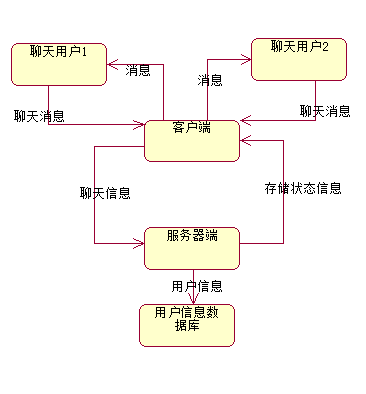 聊天用户1
聊天用户2
消息
消息
聊天消息
聊天消息
客户端
聊天信息
存储状态信息
服务器端
用户信息
用户信息数
据库